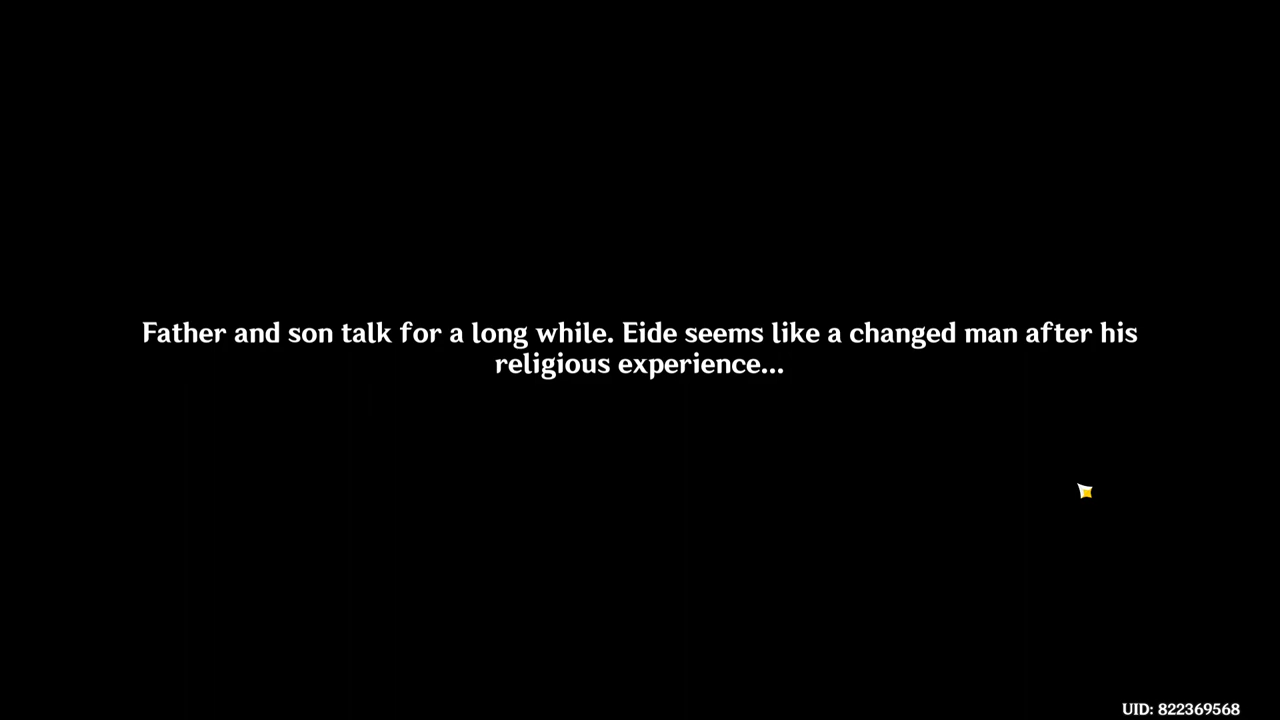 Father and son talk for a long while. Eide seems like a changed man after his
religious experience...
UID: 822369568